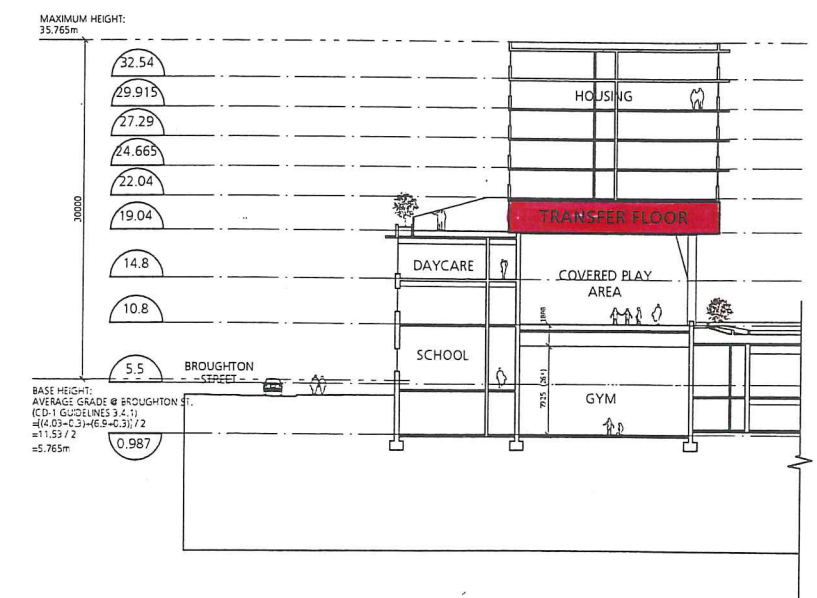 MAXIMUM HEIGHT:
35.765m
32.54
29.915
27.29
24.665
22.04
19.04
14.8
10.8
5.5
0.987
30000
HOUSING
TRANSFER FLOOR
DAYCARE
COVERED PLAY
AREA
1800
SCHOOL
GYM
7925 (26')
BROUGHTON
STREET
BASE HEIGHT:
AVERAGE GRADE @ BROUGHTON ST.
(CD-1 GUIDELINES 3.4.1)
=[(4.03+0.3)+(6.9+0.3)] / 2
=11.53 / 2
=5.765m